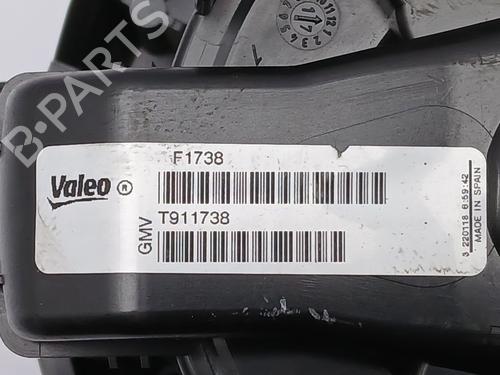 B-PARTS
F1738
Valeo ®
T911738
GMV
3 220118 6:59:42
MADE IN SPAIN